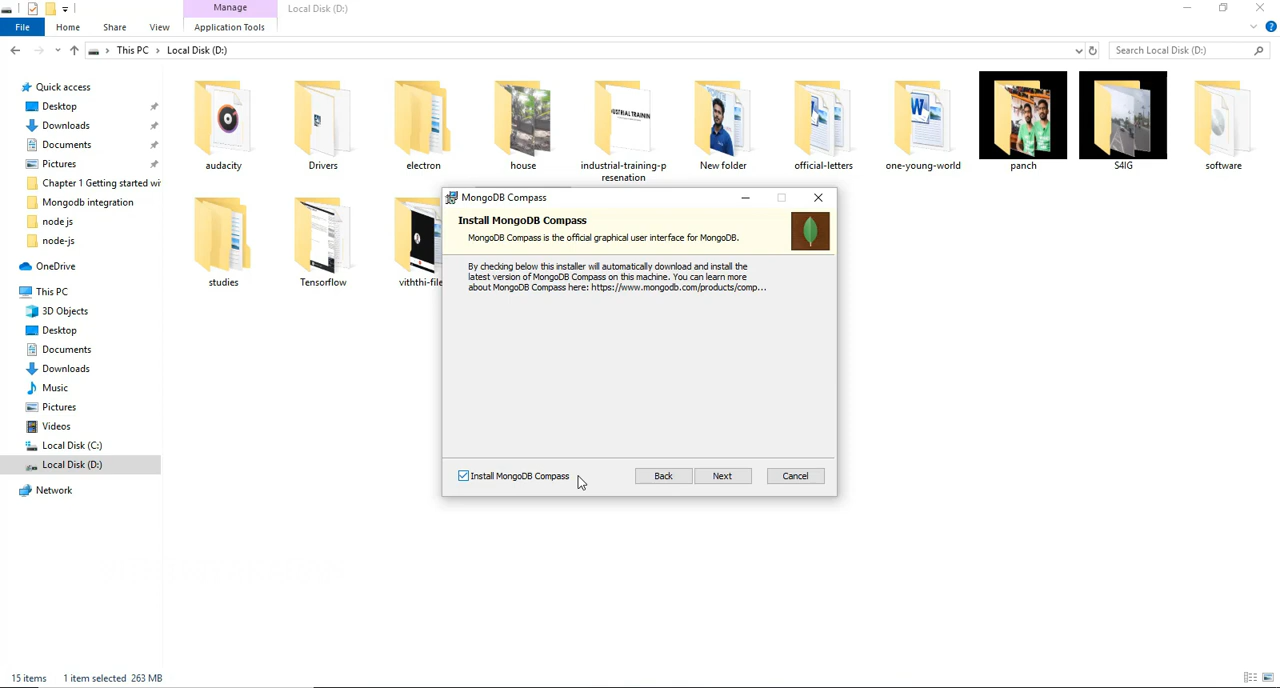 Manage
Local Disk (D:)
File
Home
Share
View
Application Tools
This PC
Local Disk (D:)
Search Local Disk (D:)
Quick access
Desktop
Downloads
Documents
Pictures
Chapter 1 Getting started wi
Mongodb integration
node js
node-js
OneDrive
This PC
3D Objects
Desktop
Documents
Downloads
Music
Pictures
Videos
Local Disk (C:)
Local Disk (D:)
Network
audacity
Drivers
electron
house
industrial-training-p
resenation
New folder
official-letters
one-young-world
panch
S4IG
software
studies
Tensorflow
viththi-file
MongoDB Compass
Install MongoDB Compass
MongoDB Compass is the official graphical user interface for MongoDB.
By checking below this installer will automatically download and install the
latest version of MongoDB Compass on this machine. You can learn more
about MongoDB Compass here: https://www.mongodb.com/products/comp...
Install MongoDB Compass
Back
Next
Cancel
15 items
1 item selected 263 MB